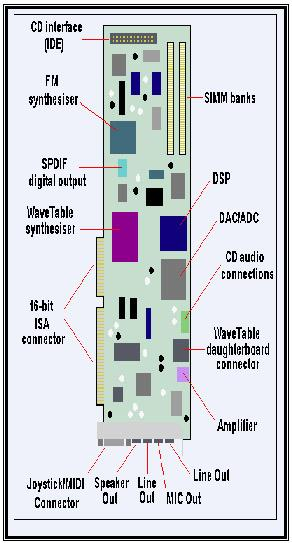 CD interface
(IDE)
FM
synthesiser
SIMM banks
SPDIF
digital output
DSP
WaveTable
synthesiser
DAC/ADC
CD audio
connections
16-bit
ISA
connector
WaveTable
daughterboard
connector
Amplifier
Joystick/MIDI
Connector
Speaker
Out
Line
Out
MIC Out
Line Out